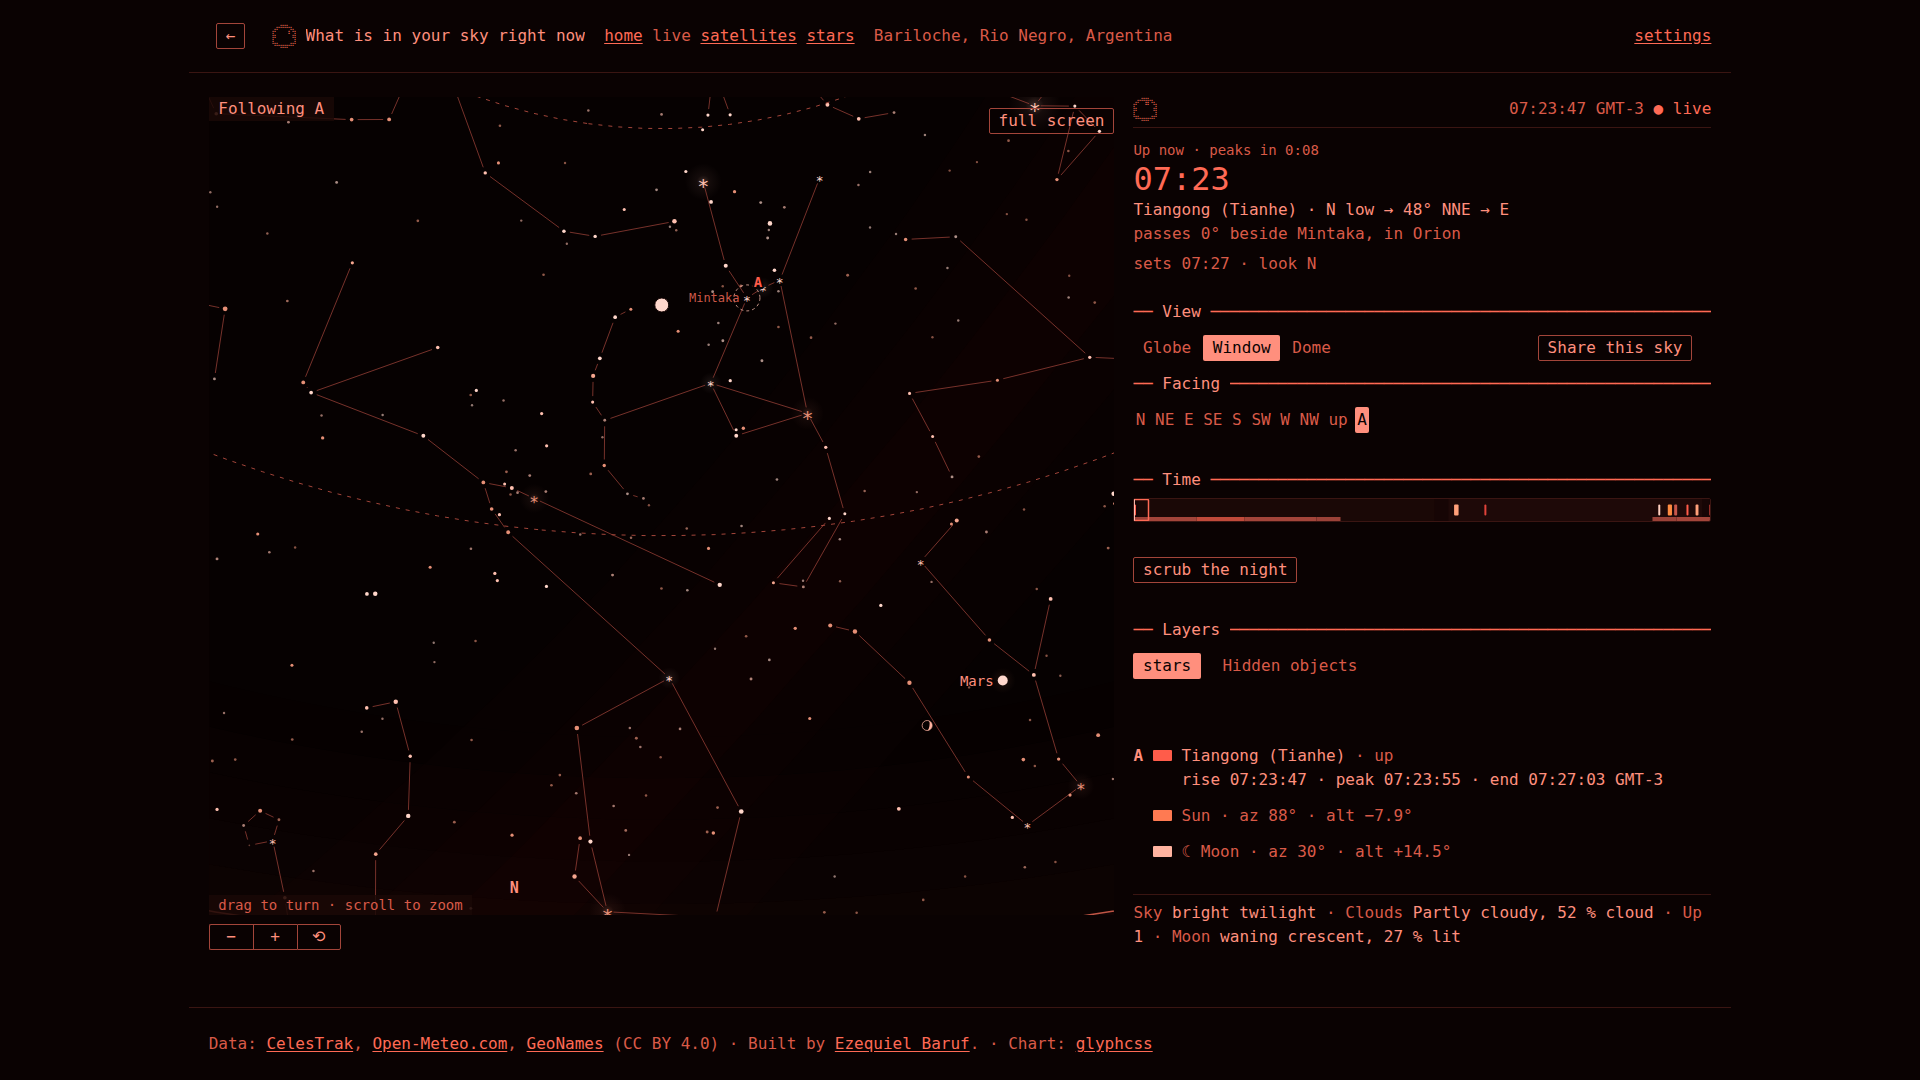 ← What is in your sky right now home live satellites stars Bariloche, Rio Negro, Argentina settings
Following A
full screen
Mintaka
A
Mars
N
drag to turn · scroll to zoom
− + ⟲
07:23:47 GMT-3 ● live
Up now · peaks in 0:08
07:23
Tiangong (Tianhe) · N low → 48° NNE → E
passes 0° beside Mintaka, in Orion
sets 07:27 · look N
View
Globe Window Dome Share this sky
Facing
N NE E SE S SW W NW up A
Time
scrub the night
Layers
stars Hidden objects
A Tiangong (Tianhe) · up
rise 07:23:47 · peak 07:23:55 · end 07:27:03 GMT-3
Sun · az 88° · alt −7.9°
☾ Moon · az 30° · alt +14.5°
Sky bright twilight · Clouds Partly cloudy, 52 % cloud · Up
1 · Moon waning crescent, 27 % lit
Data: CelesTrak, Open-Meteo.com, GeoNames (CC BY 4.0) · Built by Ezequiel Baruf. · Chart: glyphcss